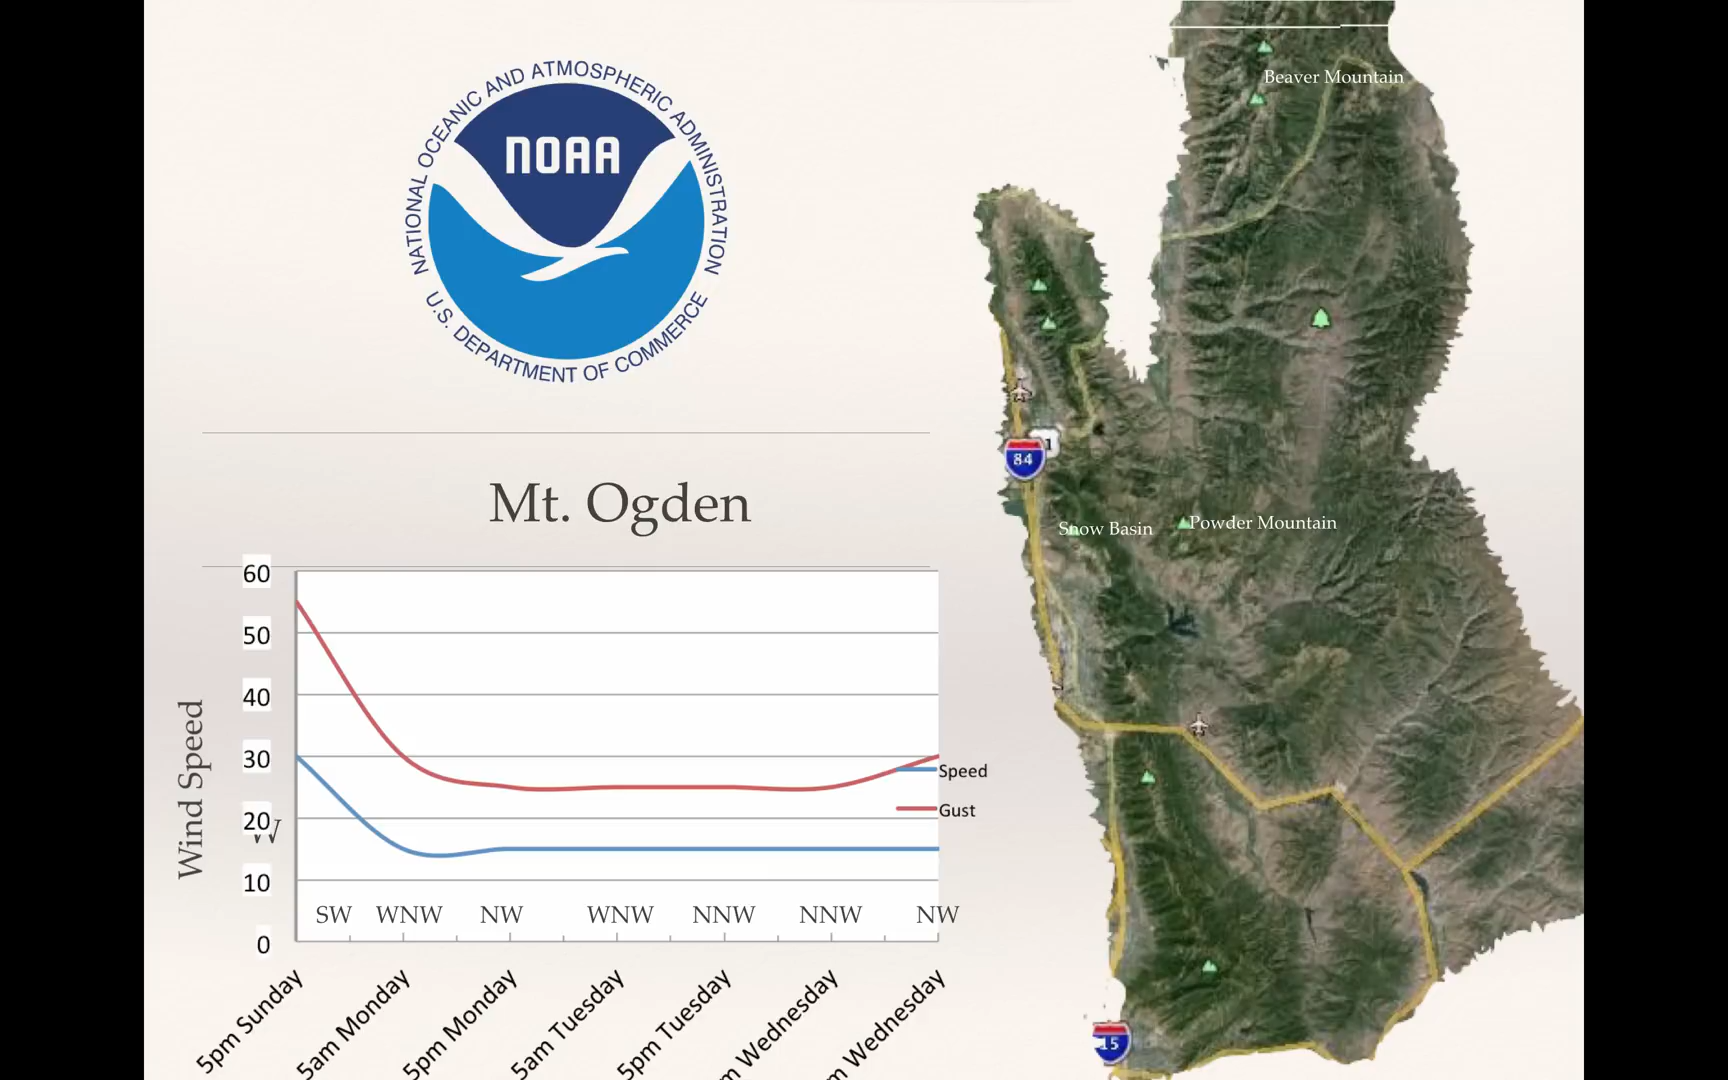 NATIONAL OCEANIC AND ATMOSPHERIC ADMINISTRATION
NOAA
U.S. DEPARTMENT OF COMMERCE
Beaver Mountain
84
1
Snow Basin
Powder Mountain
15
Mt. Ogden
Wind Speed
60
50
40
30
20
10
0
W
Speed
Gust
SW WNW NW WNW NNW NNW NW
5pm Sunday
5am Monday
5pm Monday
5am Tuesday
5pm Tuesday
m Wednesday
m Wednesday